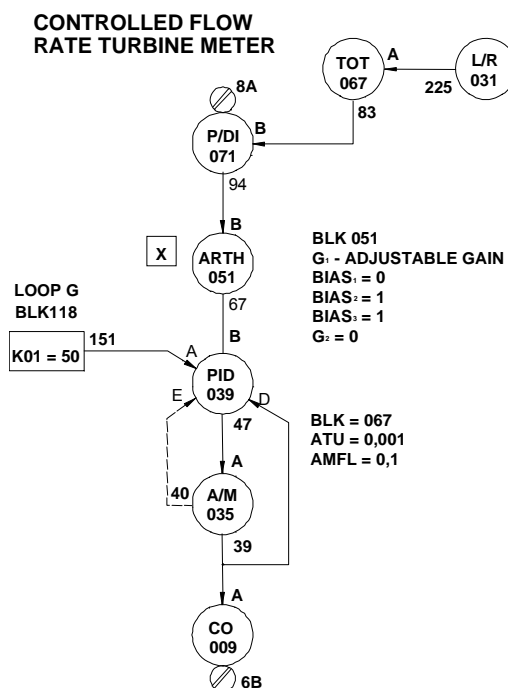 CONTROLLED FLOW
RATE TURBINE METER
TOT
067
A
225
L/R
031
83
8A
P/DI
071
B
94
B
X
ARTH
051
67
B
BLK 051
G₁ - ADJUSTABLE GAIN
BIAS₁ = 0
BIAS₂ = 1
BIAS₃ = 1
G₂ = 0
LOOP G
BLK118
K01 = 50
151
A
E
PID
039
D
47
BLK = 067
ATU = 0,001
AMFL = 0,1
A
40
A/M
035
39
A
CO
009
6B